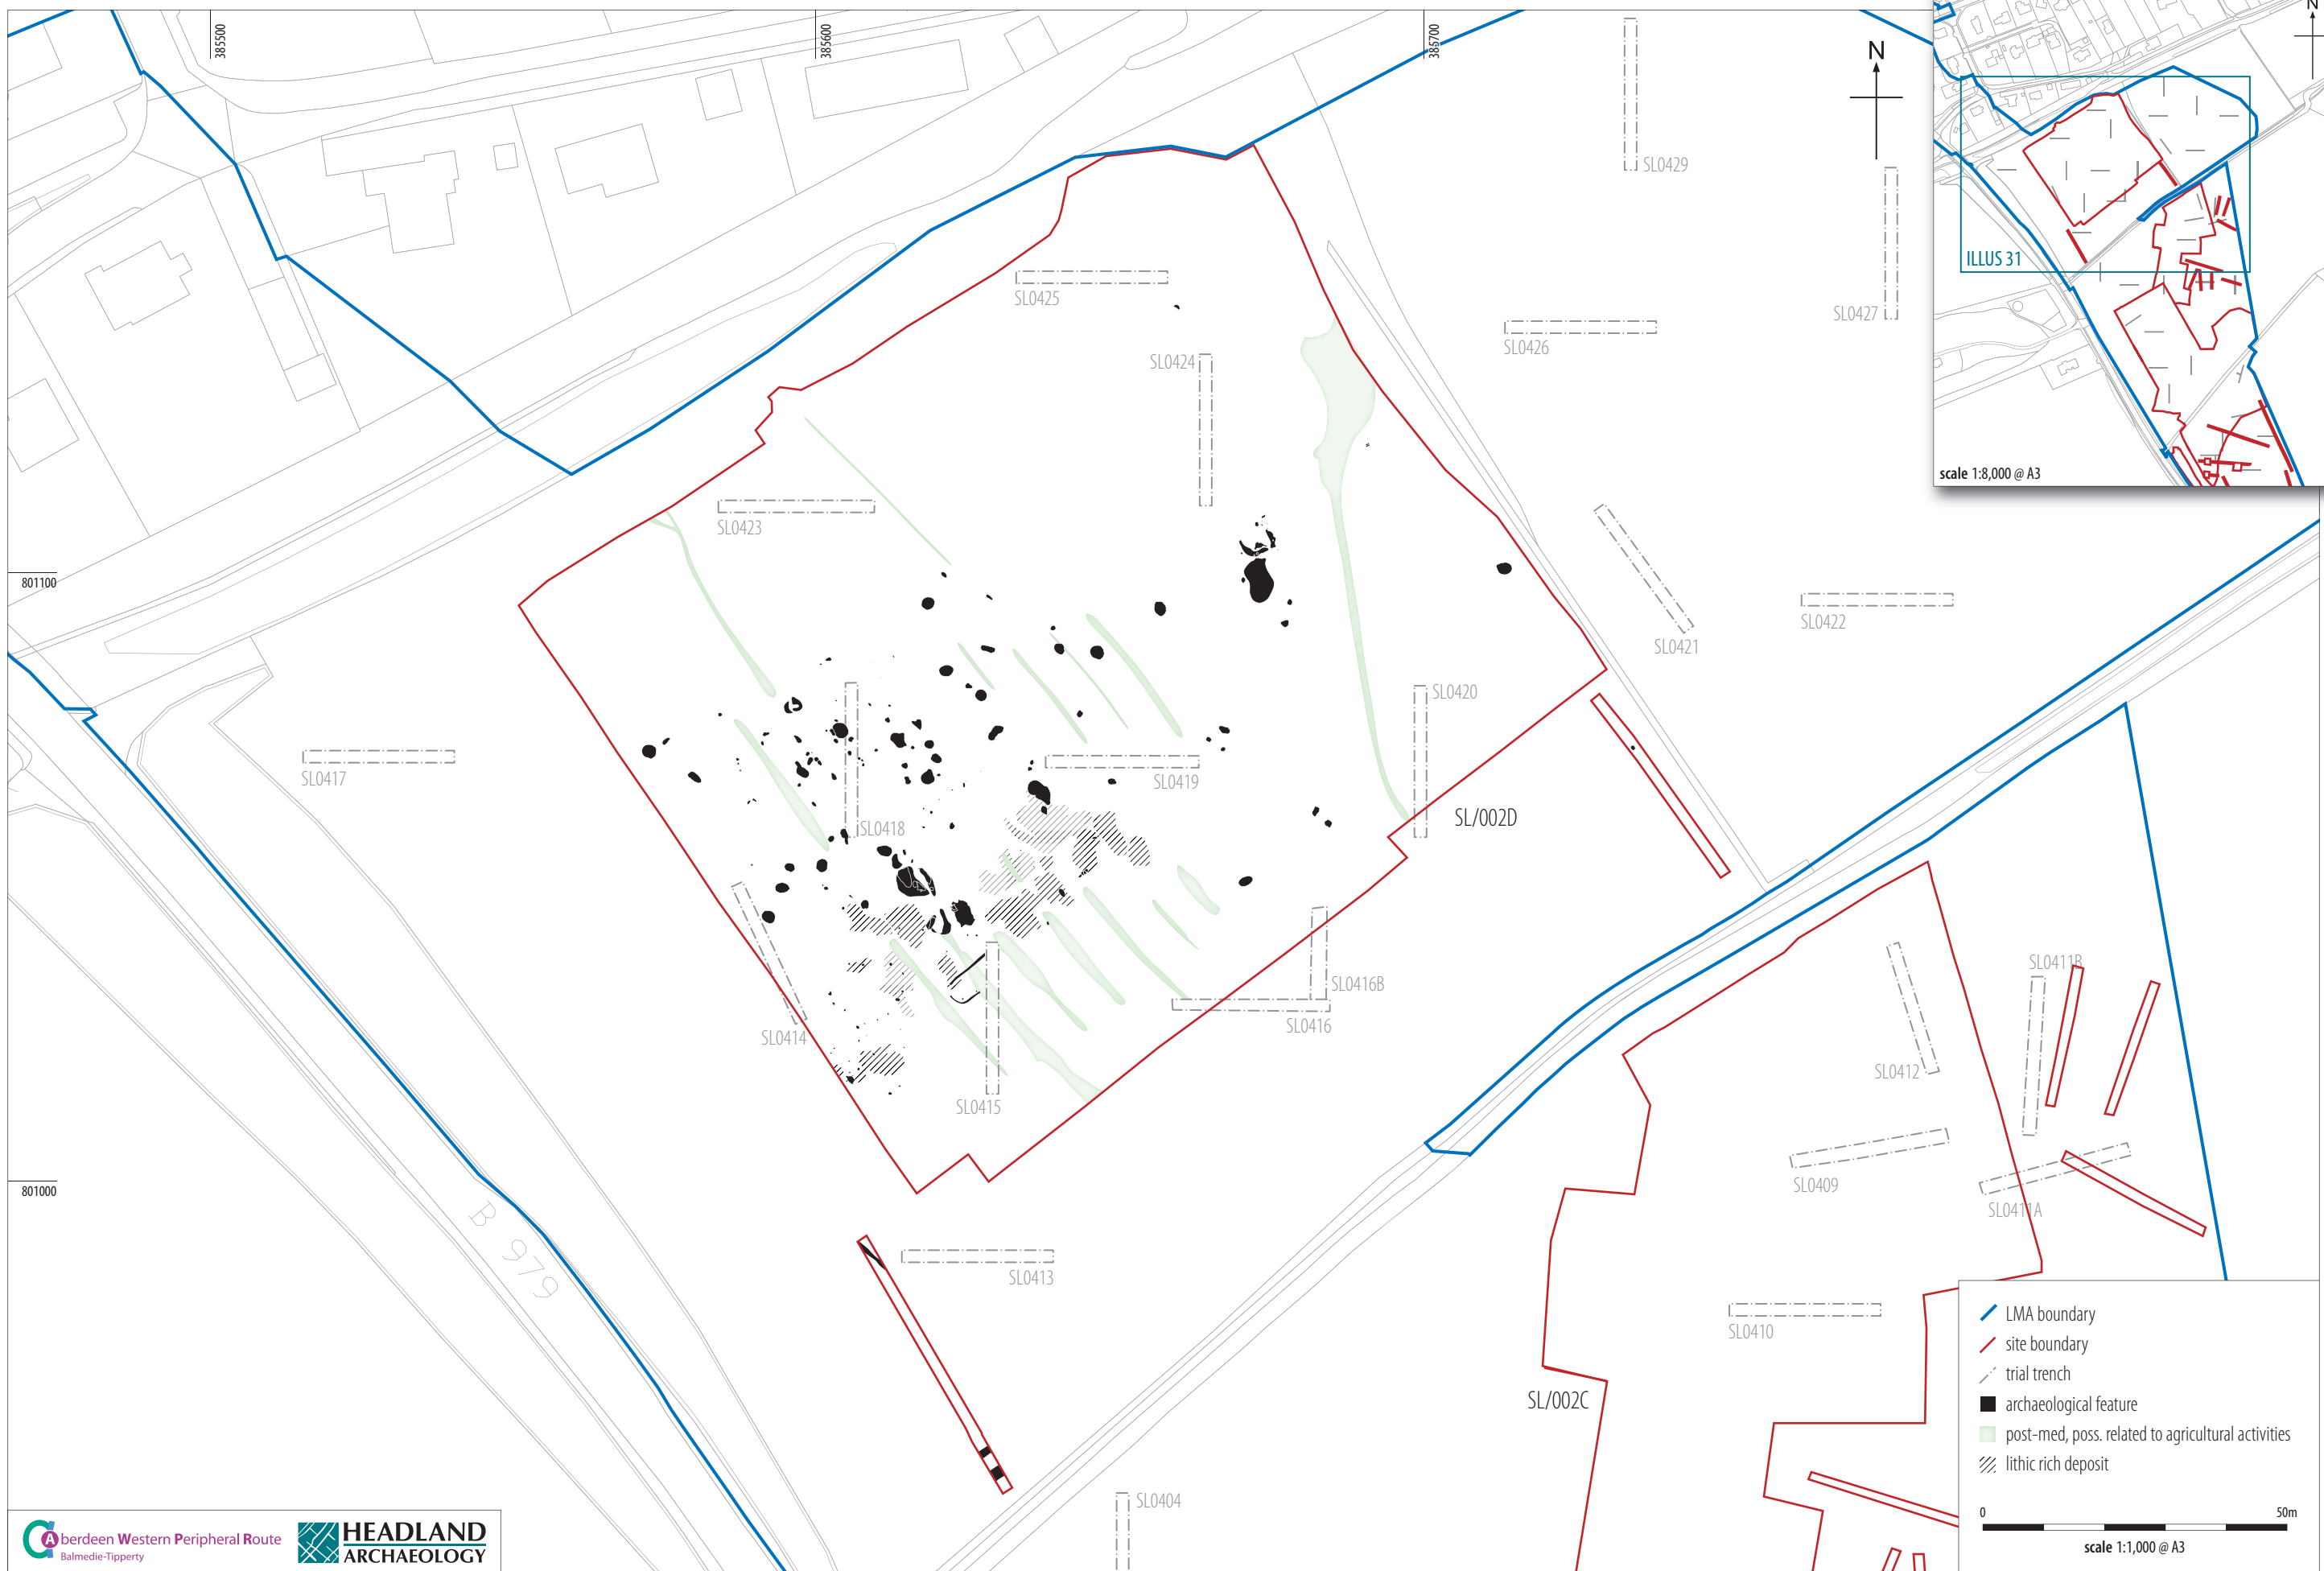 385500
385600
385700
N
N
SL0429
SL0425
SL0427
SL0424
SL0426
ILLUS 31
scale 1:8,000 @ A3
SL0423
801100
SL0421
SL0422
SL0420
SL0417
SL0419
SL0418
SL/002D
SL0411B
SL0416B
SL0416
SL0414
SL0412
SL0415
SL0409
801000
SL0411A
B 979
SL0413
SL0410
SL/002C
SL0404
LMA boundary
site boundary
trial trench
archaeological feature
post-med, poss. related to agricultural activities
lithic rich deposit
0 50m
scale 1:1,000 @ A3
Aberdeen Western Peripheral Route
Balmedie-Tipperty
HEADLAND
ARCHAEOLOGY